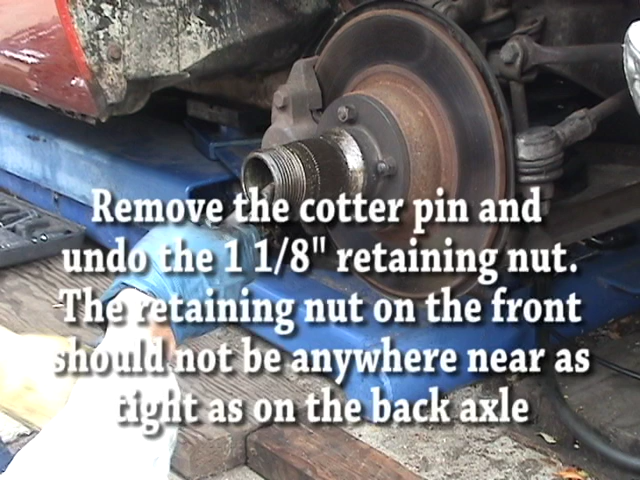 Remove the cotter pin and
undo the 1 1/8" retaining nut.
The retaining nut on the front
should not be anywhere near as
tight as on the back axle